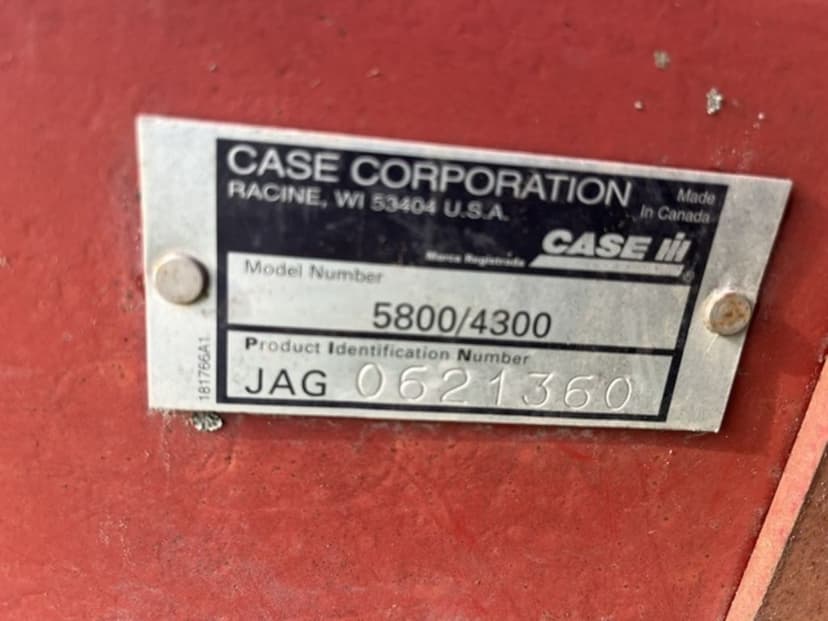 CASE CORPORATION
RACINE, WI 53404 U.S.A.
Made
In Canada
Marca Registrada
CASE IH
®
Model Number
5800/4300
Product Identification Number
JAG 0621360
181766A1